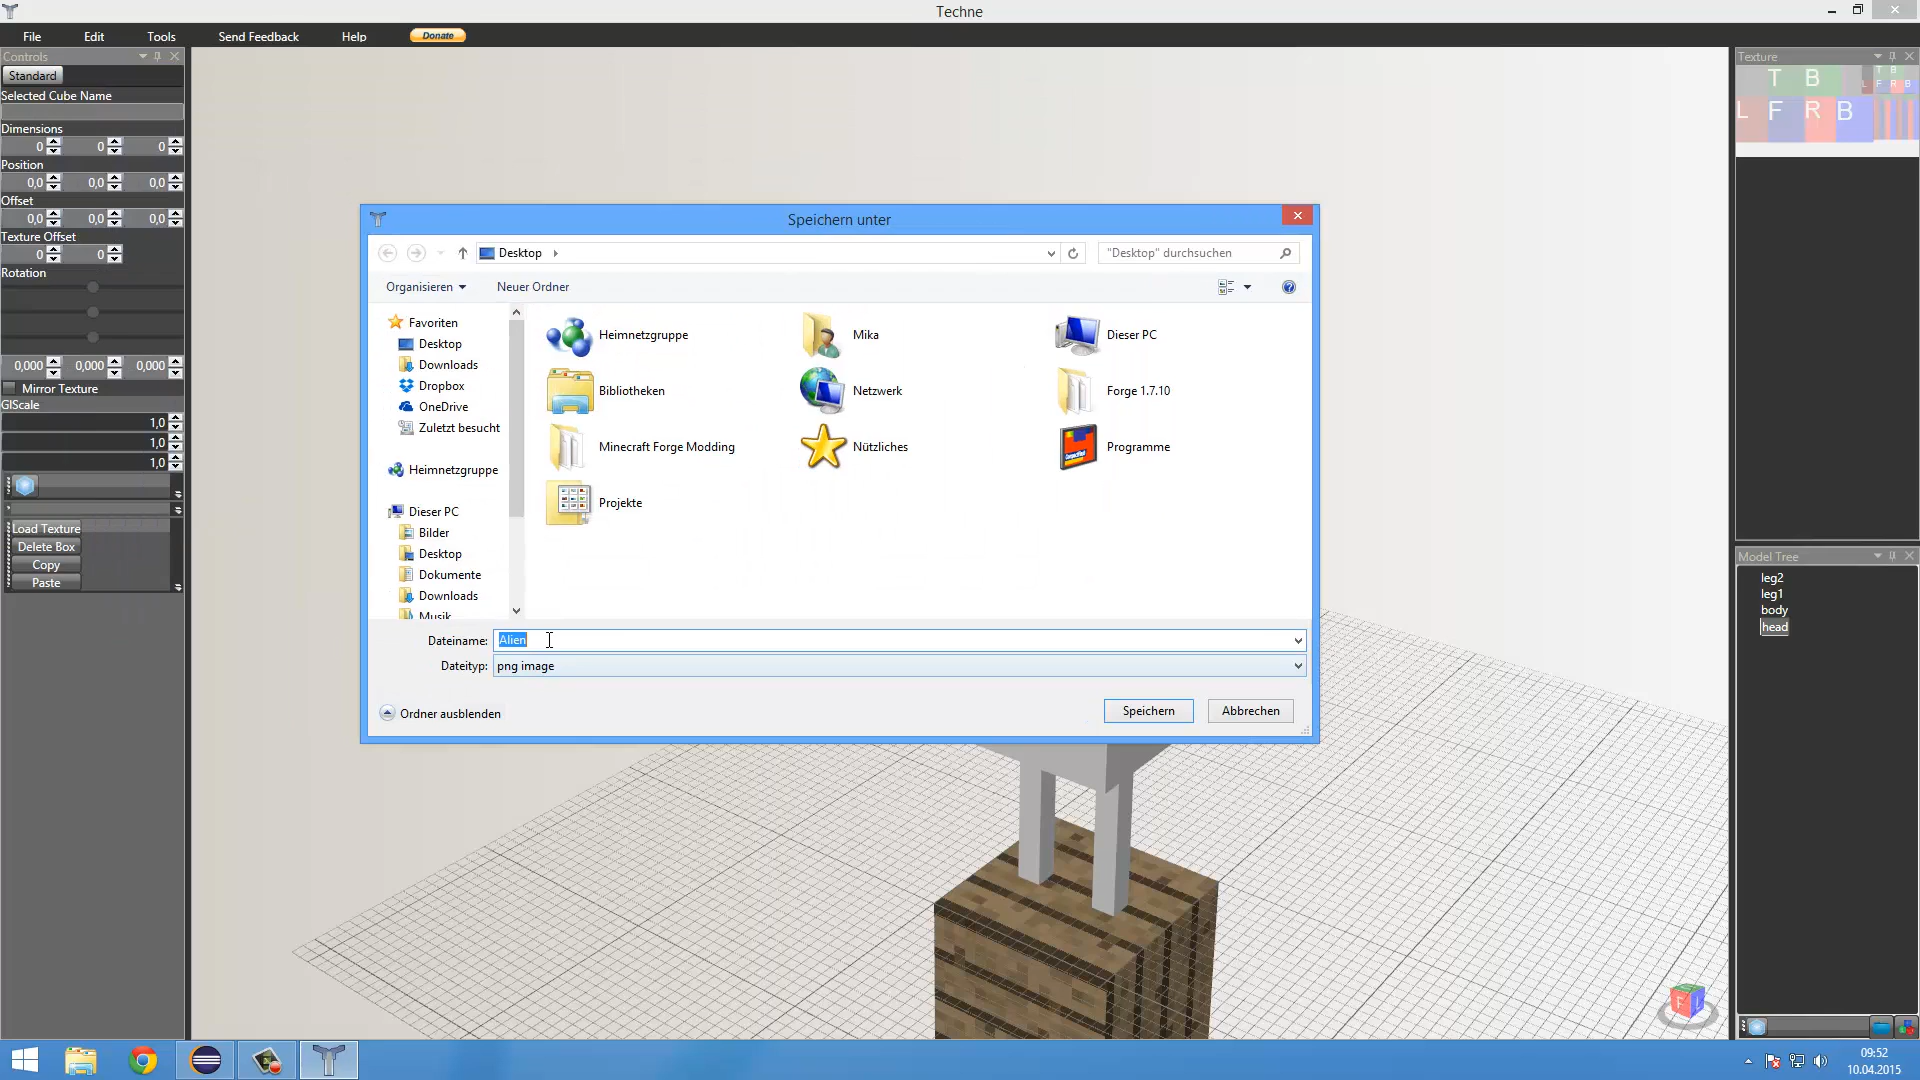 Techne
File Edit Tools Send Feedback Help Donate
Controls
Standard
Selected Cube Name
Dimensions
0 0 0
Position
0,0 0,0 0,0
Offset
0,0 0,0 0,0
Texture Offset
0 0
Rotation
0,000 0,000 0,000
Mirror Texture
GlScale
1,0
1,0
1,0
Load Texture
Delete Box
Copy
Paste
Speichern unter
Desktop
"Desktop" durchsuchen
Organisieren Neuer Ordner
Favoriten
Desktop
Downloads
Dropbox
OneDrive
Zuletzt besucht
Heimnetzgruppe
Dieser PC
Bilder
Desktop
Dokumente
Downloads
Musik
Heimnetzgruppe Mika Dieser PC
Bibliotheken Netzwerk Forge 1.7.10
Minecraft Forge Modding Nützliches Programme
Projekte
Dateiname: Alien
Dateityp: png image
Ordner ausblenden Speichern Abbrechen
Texture
T B T B
L F R B L F R B
Model Tree
leg2
leg1
body
head
F
09:52
10.04.2015